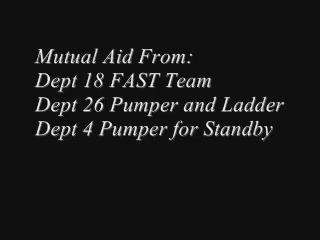 Mutual Aid From:
Dept 18 FAST Team
Dept 26 Pumper and Ladder
Dept 4 Pumper for Standby